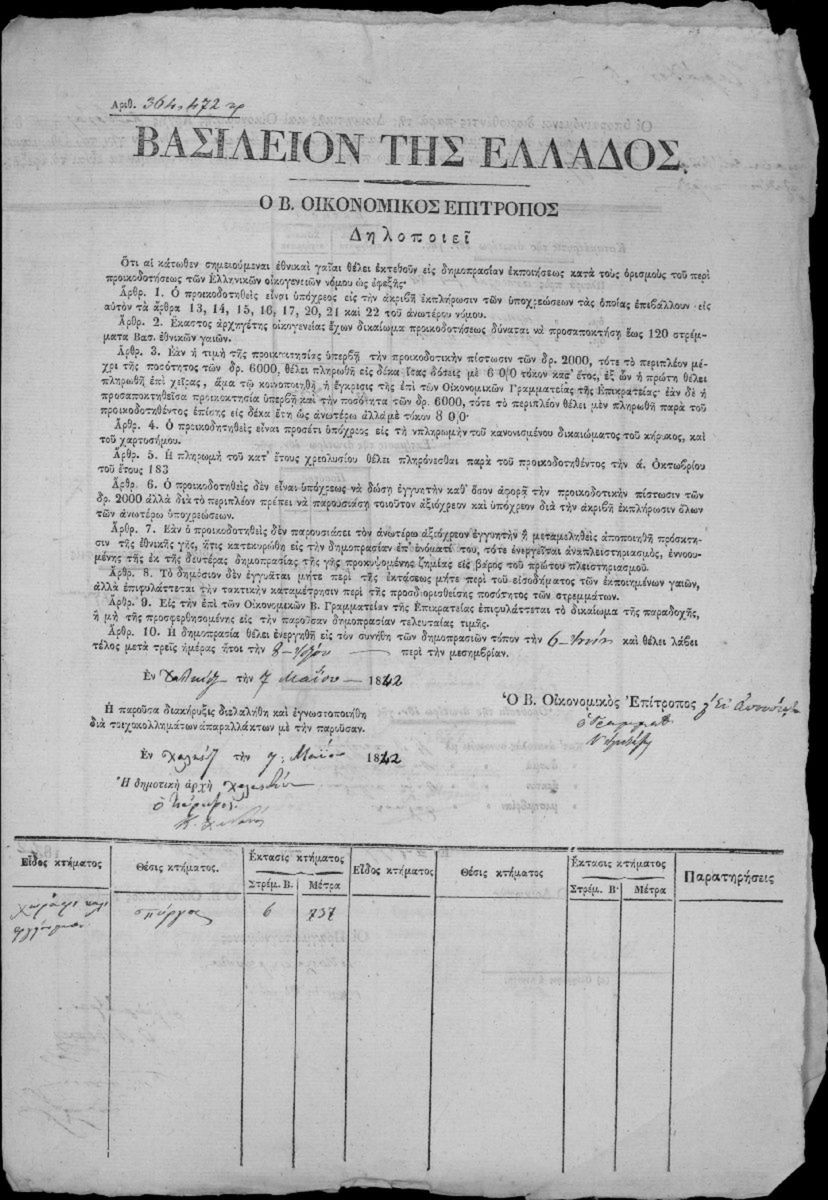 Ἀριθ. 364,472
ΒΑΣΙΛΕΙΟΝ ΤΗΣ ΕΛΛΑΔΟΣ.
Ο Β. ΟΙΚΟΝΟΜΙΚΟΣ ΕΠΙΤΡΟΠΟΣ
Δηλοποιεῖ
Ὅτι αἱ κάτωθεν σημειούμεναι ἐθνικαὶ γαῖαι θέλει ἐκτεθοῦν εἰς δημοπρασίαν ἐκποιήσεως κατὰ τοὺς ὁρισμοὺς τοῦ περὶ
προικοδοτήσεως τῶν Ἑλληνικῶν οἰκογενειῶν νόμου ὡς ἐφεξῆς·
Ἄρθρ. 1. Ὁ προικοδοτηθεὶς εἶναι ὑπόχρεος εἰς τὴν ἀκριβῆ ἐκπλήρωσιν τῶν ὑποχρεώσεων τὰς ὁποίας ἐπιβάλλουν εἰς
αὐτὸν τὰ ἄρθρα 13, 14, 15, 16, 17, 20, 21 καὶ 22 τοῦ ἀνωτέρου νόμου.
Ἄρθρ. 2. Ἕκαστος ἀρχηγέτης οἰκογενείας ἔχων δικαίωμα προικοδοτήσεως δύναται νὰ προσαποκτήση ἕως 120 στρέμ-
ματα Βασ. ἐθνικῶν γαιῶν.
Ἄρθρ. 3. Ἐὰν ἡ τιμὴ τῆς προικοκτησίας ὑπερβῇ τὴν προικοδοτικὴν πίστωσιν τῶν δρ. 2000, τότε τὸ περιπλέον μέ-
χρι τῆς ποσότητος τῶν δρ. 6000, θέλει πληρωθῆ εἰς δέκα ἴσας δόσεις μὲ 6 0/0 τόκον κατ' ἔτος, ἐξ ὧν ἡ πρώτη θέλει
πληρωθῆ ἐπὶ χεῖρας, ἅμα τῷ κοινοποιηθῆ ἡ ἔγκρισις τῆς ἐπὶ τῶν Οἰκονομικῶν Γραμματείας τῆς Ἐπικρατείας· ἐὰν δὲ ἡ
προσαποκτηθεῖσα προικοκτησία ὑπερβῆ καὶ τὴν ποσότητα τῶν δρ. 6000, τότε τὸ περιπλέον θέλει μὲν πληρωθῆ παρὰ τοῦ
προικοδοτηθέντος ἐπίσης εἰς δέκα ἔτη ὡς ἀνωτέρω ἀλλὰ μὲ τόκον 8 0,0·
Ἄρθρ. 4. Ὁ προικοδοτηθεὶς εἶναι προσέτι ὑπόχρεος εἰς τὴ πληρωμὴν τοῦ κανονισμένου δικαιώματος τοῦ κήρυκος, καὶ
τοῦ χαρτοσήμου.
Ἄρθρ. 5. Ἡ πληρωμὴ τοῦ κατ' ἔτους χρεολυσίου θέλει πληρόνεσθαι παρὰ τοῦ προικοδοτηθέντος τὴν ά. Ὀκτωβρίου
τοῦ ἔτους 183
Ἄρθρ. 6. Ὁ προικοδοτηθεὶς δὲν εἶναι ὑπόχρεως νὰ δώση ἐγγυητὴν καθ' ὅσον ἀφορᾷ τὴν προικοδοτικὴν πίστωσιν τῶν
δρ. 2000 ἀλλὰ διὰ τὸ περιπλέον πρέπει νὰ παρουσιάση τοιοῦτον ἀξιόχρεον καὶ ὑπόχρεον διὰ τὴν ἀκριβῆ ἐκπλήρωσιν ὅλων
τῶν ἀνωτέρω ὑποχρεώσεων.
Ἄρθρ. 7. Ἐὰν ὁ προικοδοτηθεὶς δὲν παρουσιάσει τὸν ἀνωτέρω ἀξιόχρεον ἐγγυητὴν ἢ μεταμεληθεὶς ἀποποιηθῇ πρόσκτη-
σιν τῆς ἐθνικῆς γῆς, ἥτις κατεκυρώθη εἰς τὴν δημοπρασίαν ἐπ' ὀνόματί του, τότε ἐνεργεῖται ἀναπλειστηριασμὸς, ἐννοου-
μένης τῆς ἐκ τῆς δευτέρας δημοπρασίας τῆς γῆς προκυψομένης ζημίας εἰς βάρος τοῦ πρώτου πλειστηριασμοῦ.
Ἄρθρ. 8. Τὸ δημόσιον δὲν ἐγγυᾶται μήτε περὶ τῆς ἐκτάσεως μήτε περὶ τοῦ εἰσοδήματος τῶν ἐκποιημένων γαιῶν,
ἀλλὰ ἐπιφυλάττεται τὴν τακτικὴν καταμέτρησιν περὶ τῆς προσδιορισθείσης ποσότητος τῶν στρεμμάτων.
Ἄρθρ. 9. Εἰς τὴν ἐπὶ τῶν Οἰκονομικῶν Β. Γραμματείαν τῆς Ἐπικρατείας ἐπιφυλάττεται τὸ δικαίωμα τῆς παραδοχῆς,
ἢ μὴ τῆς προσφερθησομένης εἰς τὴν παροῦσαν δημοπρασίαν τελευταίας τιμῆς.
Ἄρθρ. 10. Ἡ δημοπρασία θέλει ἐνεργηθῆ εἰς τὸν συνήθη τῶν δημοπρασιῶν τύπον τὴν 6 καὶ θέλει λάβει
τέλος μετὰ τρεῖς ἡμέρας ἤτοι τὴν 8 περὶ τὴν μεσημβρίαν.
Ἐν Χαλκίδι τὴν 7 Μαΐου 1842
Ὁ Β. Οἰκονομικὸς Ἐπίτροπος
Ἡ παροῦσα διακήρυξις διελαλήθη καὶ ἐγνωστοποιήθη
διὰ τοιχοκολλημάτων ἀπαραλλάκτων μὲ τὴν παροῦσαν.
Ἐν Χαλκίδι τὴν 7 Μαΐου 1842
Ἡ δημοτικὴ ἀρχὴ Χαλκιδέων
Εἶδος κτήματος Θέσις κτήματος. Ἔκτασις κτήματος Εἶδος κτήματος Θέσις κτήματος Ἔκτασις κτήματος Παρατηρήσεις
Στρέμ. Β. Μέτρα Στρέμ. Β· Μέτρα
χωράφι καὶ πύργος 6 737